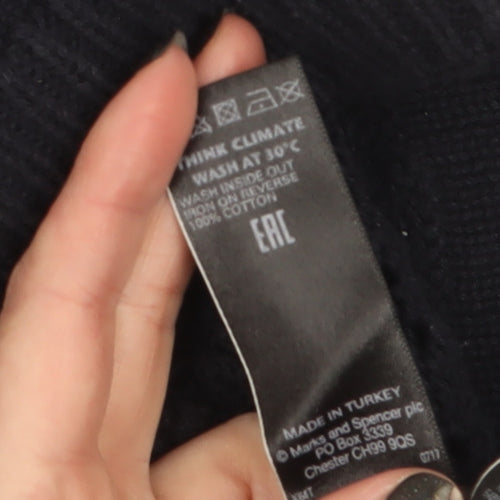 THINK CLIMATE
WASH AT 30°C
WASH INSIDE OUT
IRON ON REVERSE
100% COTTON
EAC
MADE IN TURKEY
© Marks and Spencer plc
PO Box 3339
Chester CH99 9QS
0717